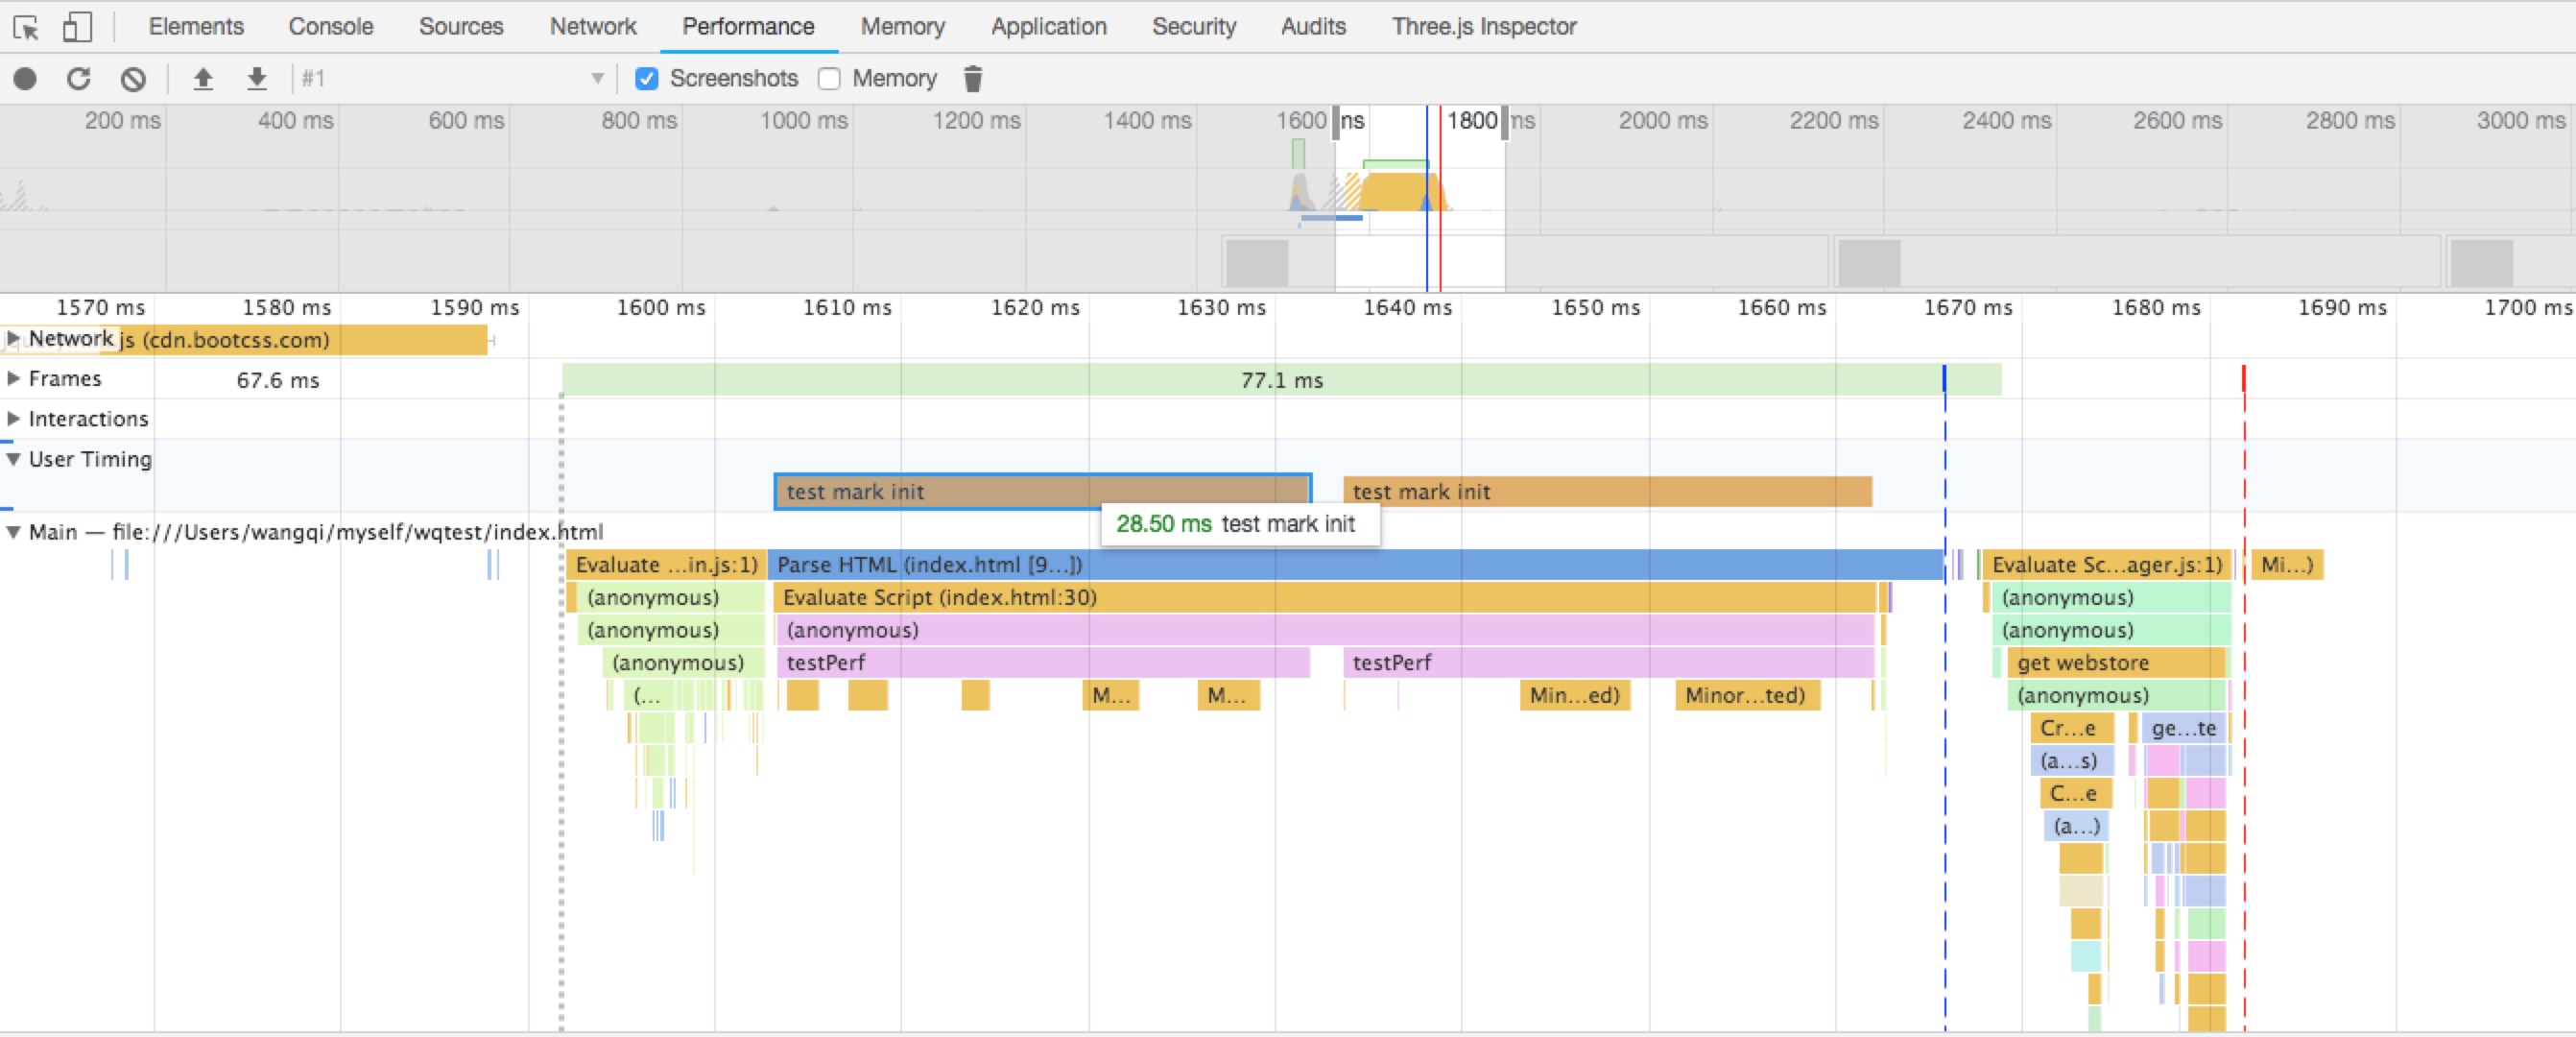 Elements Console Sources Network Performance Memory Application Security Audits Three.js Inspector
#1 Screenshots Memory
200 ms 400 ms 600 ms 800 ms 1000 ms 1200 ms 1400 ms 1600 ns 1800 ms 2000 ms 2200 ms 2400 ms 2600 ms 2800 ms 3000 ms
1570 ms 1580 ms 1590 ms 1600 ms 1610 ms 1620 ms 1630 ms 1640 ms 1650 ms 1660 ms 1670 ms 1680 ms 1690 ms 1700 ms
Network js (cdn.bootcss.com)
Frames 67.6 ms 77.1 ms
Interactions
User Timing
test mark init test mark init
28.50 ms test mark init
Main — file:///Users/wangqi/myself/wqtest/index.html
Evaluate ...in.js:1) Parse HTML (index.html [9...]) Evaluate Sc...ager.js:1) Mi...)
(anonymous) Evaluate Script (index.html:30) (anonymous)
(anonymous) (anonymous) (anonymous)
(anonymous) testPerf testPerf get webstore
(... M... M... Min...ed) Minor...ted) (anonymous)
Cr...e ge...te
(a...s)
C...e
(a...)